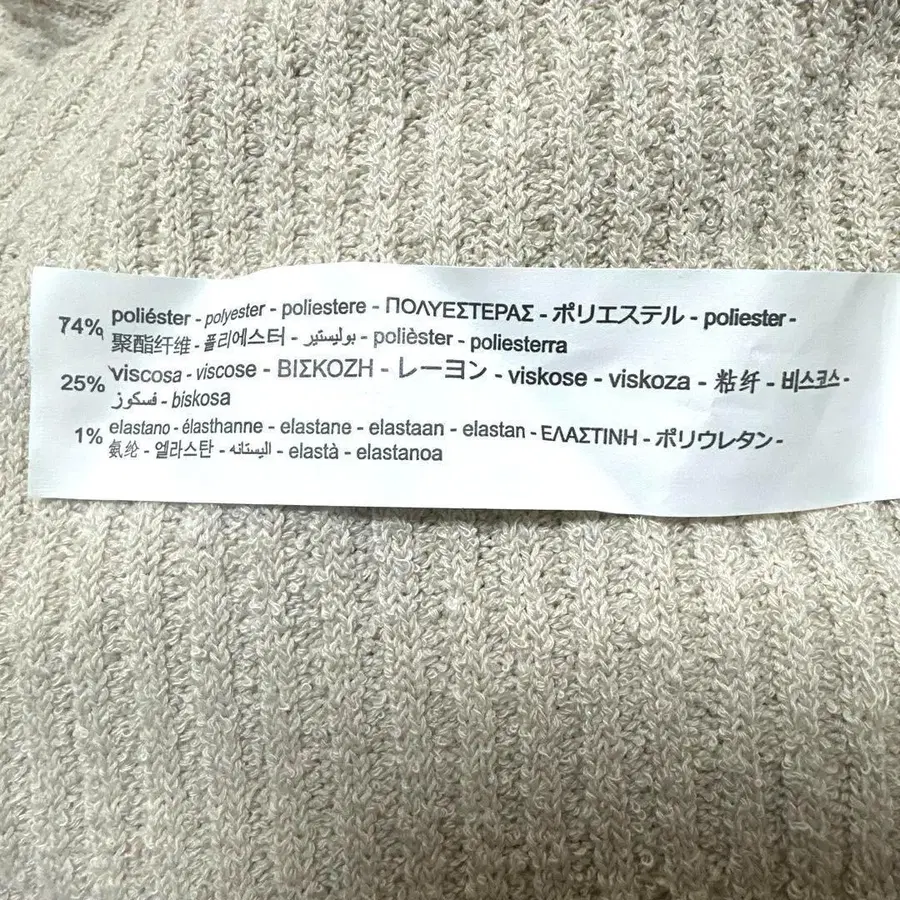 74% poliéster - polyester - poliestere - ΠΟΛΥΕΣΤΕΡΑΣ - ポリエステル - poliester -
聚酯纤维 - 폴리에스터 - بوليستير - polièster - poliesterra
25% viscosa - viscose - ΒΙΣΚΟΖΗ - レーヨン - viskose - viskoza - 粘纤 - 비스코스 -
فسكوز - biskosa
1% elastano - élasthanne - elastane - elastaan - elastan - ΕΛΑΣΤΙΝΗ - ポリウレタン -
氨纶 - 엘라스탄 - اليستانه - elastà - elastanoa